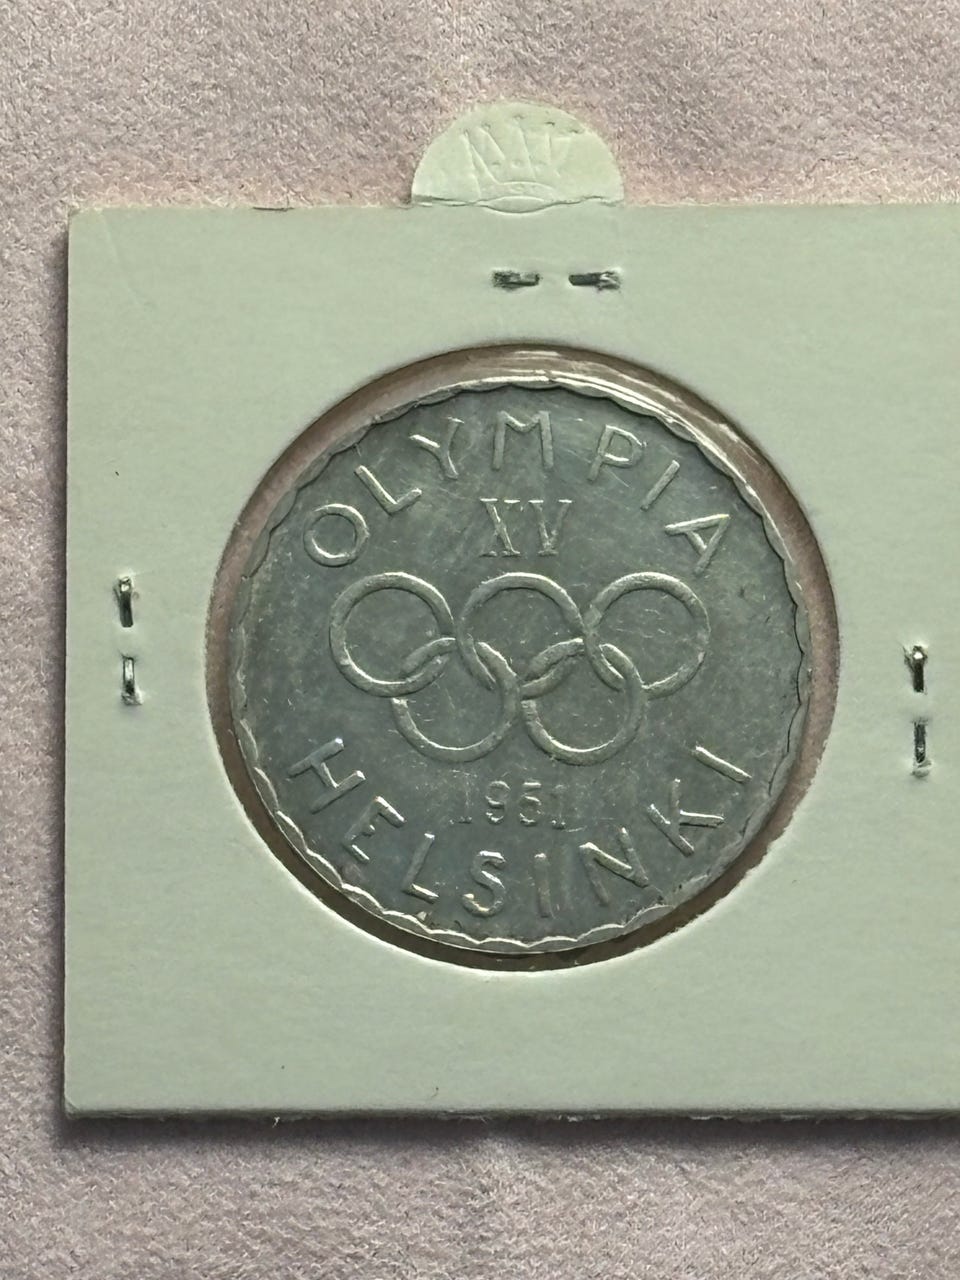 OLYMPIA
XV
1951
HELSINKI